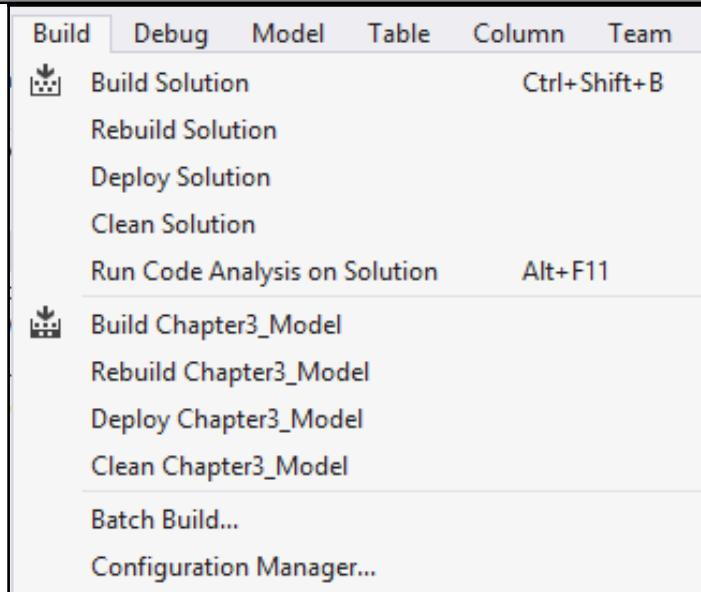 Build Debug Model Table Column Team
Build Solution Ctrl+Shift+B
Rebuild Solution
Deploy Solution
Clean Solution
Run Code Analysis on Solution Alt+F11
Build Chapter3_Model
Rebuild Chapter3_Model
Deploy Chapter3_Model
Clean Chapter3_Model
Batch Build...
Configuration Manager...